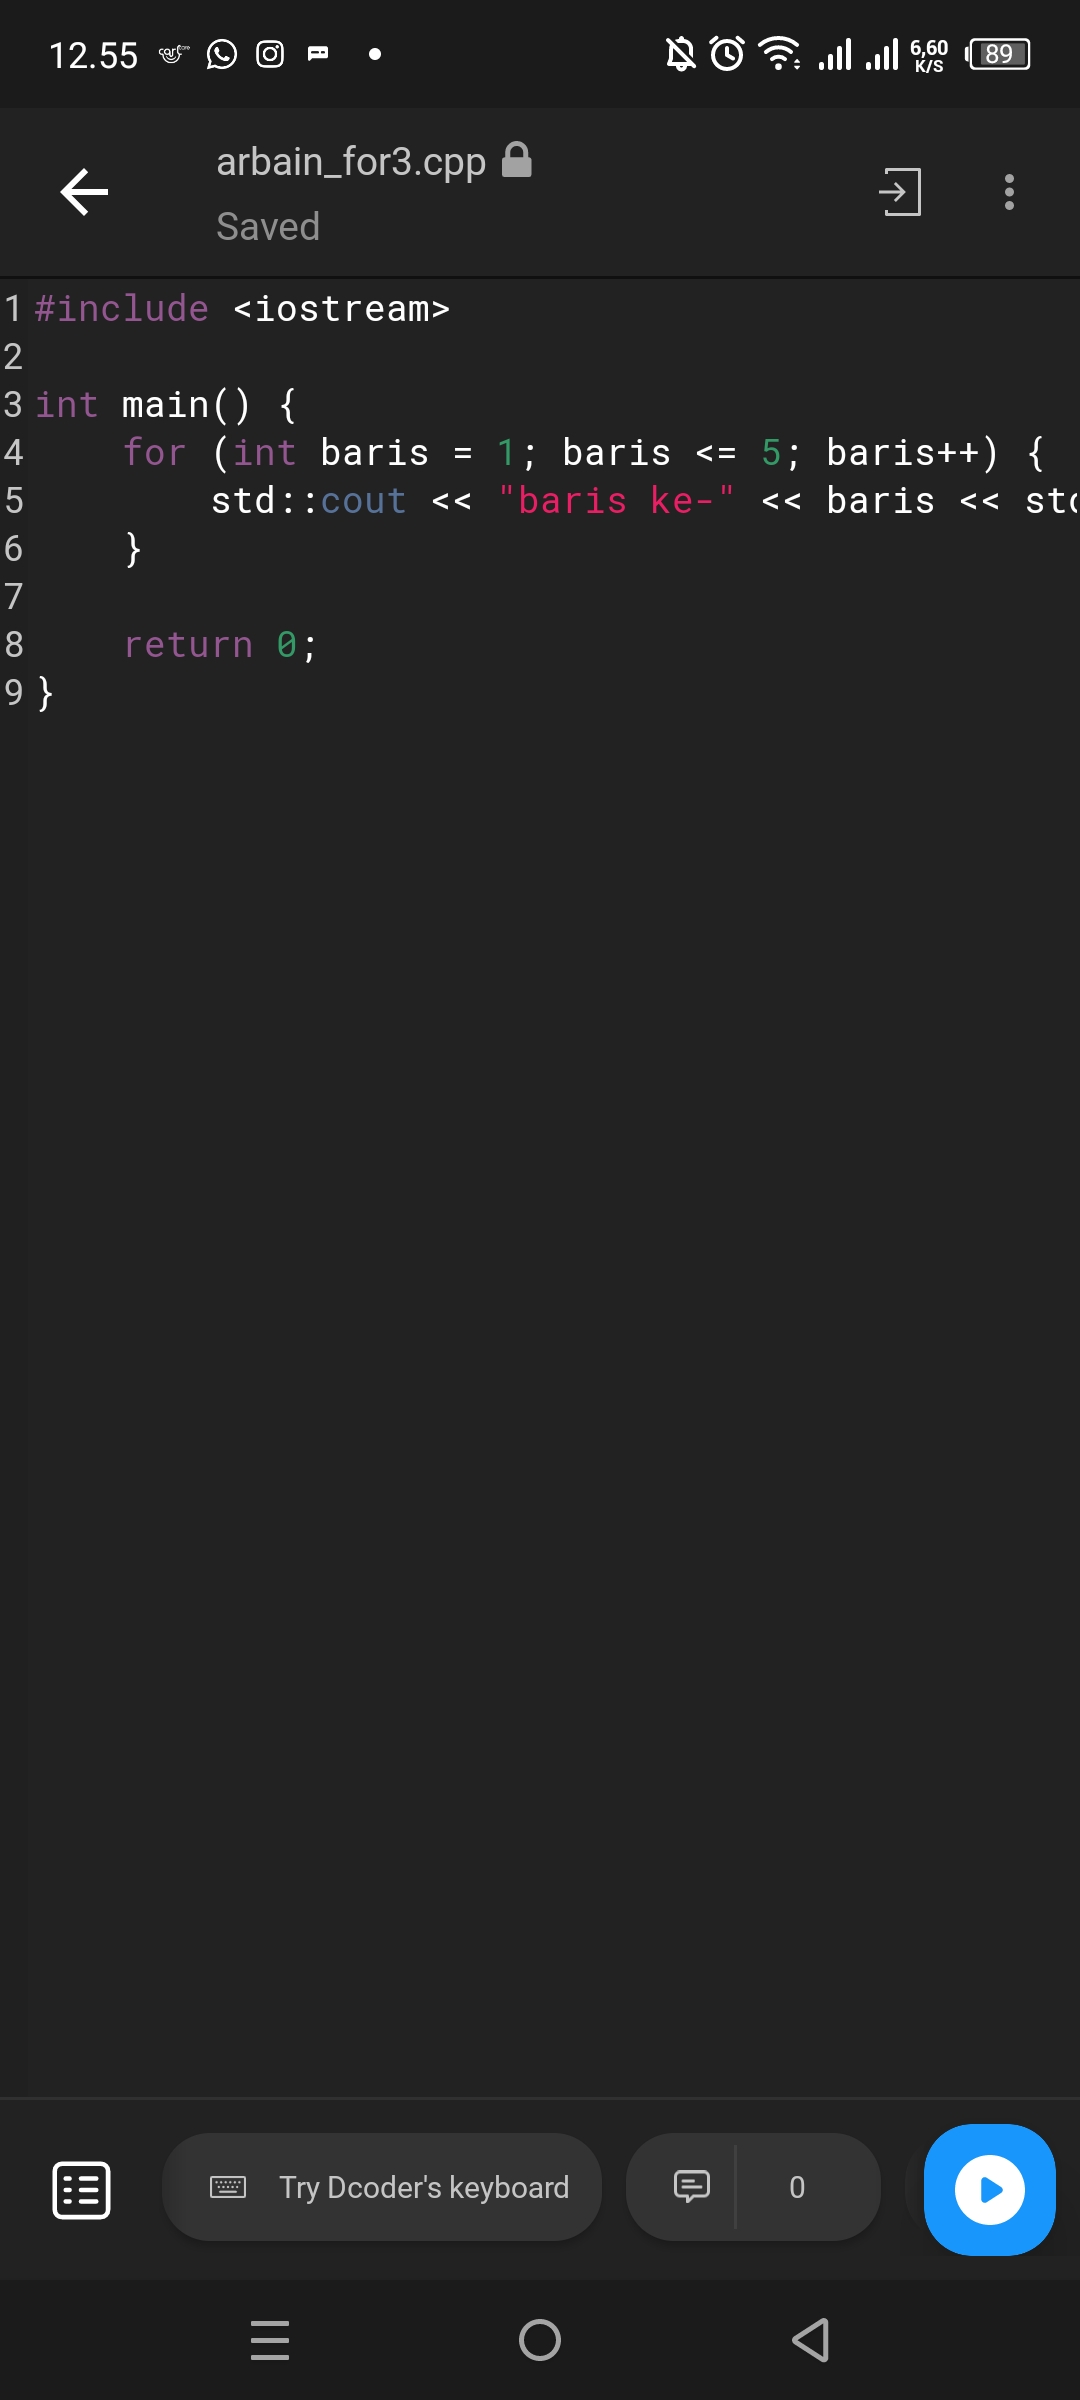 12.55
6,60
K/S
89
arbain_for3.cpp
Saved
1 #include <iostream>
2
3 int main() {
4     for (int baris = 1; baris <= 5; baris++) {
5         std::cout << "baris ke-" << baris << std
6     }
7
8     return 0;
9 }
Try Dcoder's keyboard
0